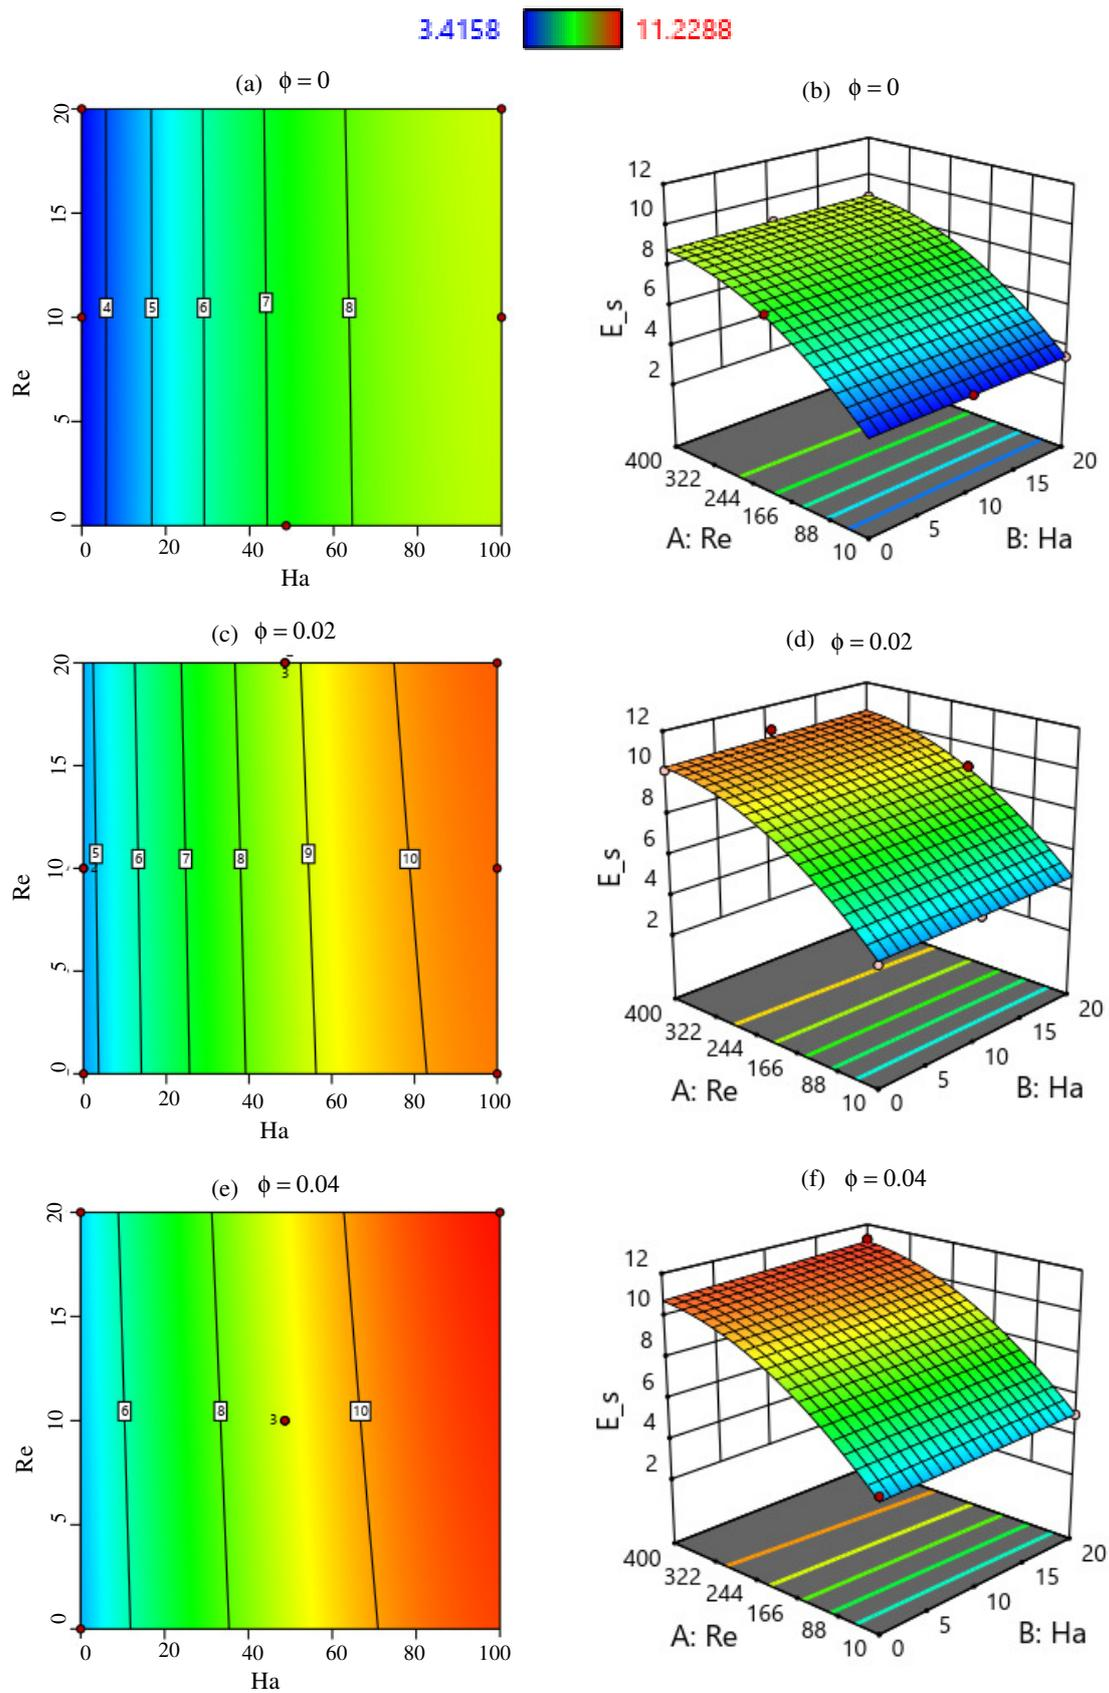 3.4158 11.2288
(a) ϕ = 0
20
15
10
5
0
Re
4 5 6 7 8
0 20 40 60 80 100
Ha
(b) ϕ = 0
12
10
8
6
4
2
E_s
400 322 244 166 88 10
A: Re
0 5 10 15 20
B: Ha
(c) ϕ = 0.02
20
15
10
5
0
Re
3
5 6 7 8 9 10
2
0 20 40 60 80 100
Ha
(d) ϕ = 0.02
12
10
8
6
4
2
E_s
400 322 244 166 88 10
A: Re
0 5 10 15 20
B: Ha
(e) ϕ = 0.04
20
15
10
5
0
Re
6 8 3 10
0 20 40 60 80 100
Ha
(f) ϕ = 0.04
12
10
8
6
4
2
E_s
400 322 244 166 88 10
A: Re
0 5 10 15 20
B: Ha